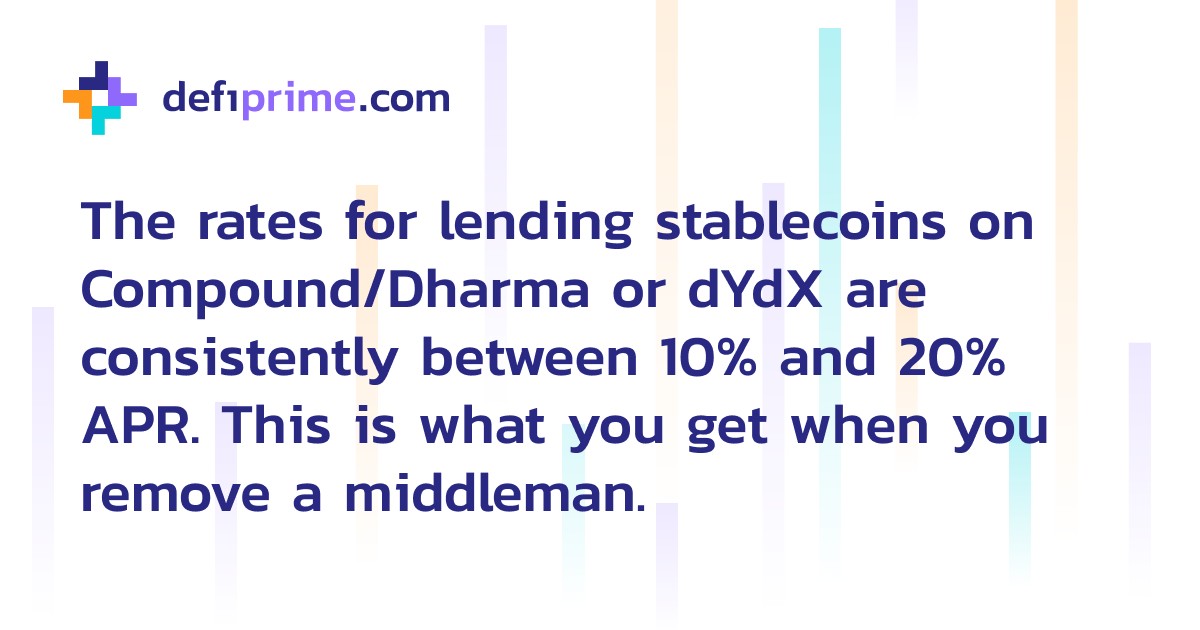 defiprime.com
The rates for lending stablecoins on
Compound/Dharma or dYdX are
consistently between 10% and 20%
APR. This is what you get when you
remove a middleman.